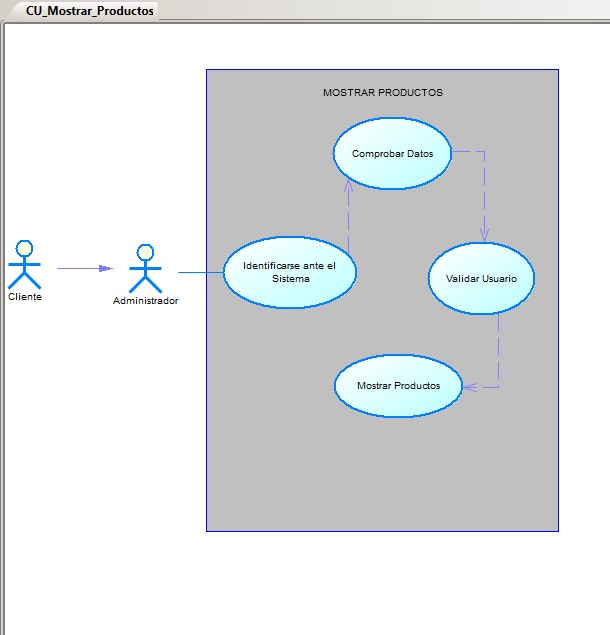 CU_Mostrar_Productos
MOSTRAR PRODUCTOS
Comprobar Datos
Identificarse ante el
Sistema
Validar Usuario
Cliente
Administrador
Mostrar Productos